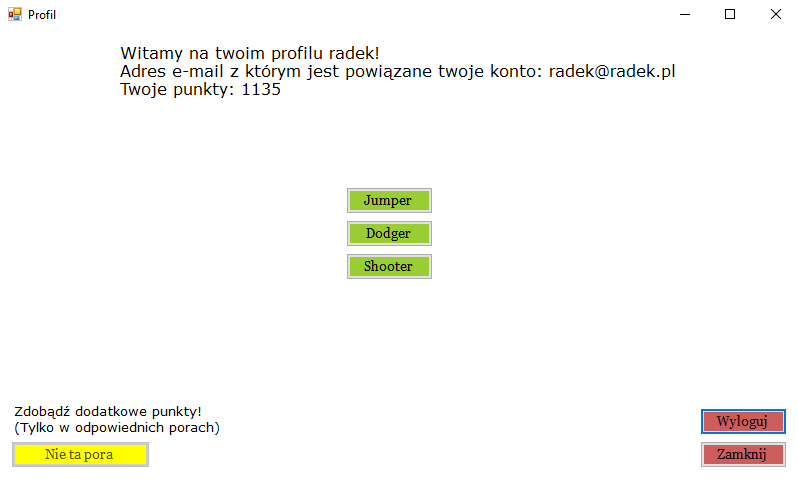 Profil
Witamy na twoim profilu radek!
Adres e-mail z którym jest powiązane twoje konto: radek@radek.pl
Twoje punkty: 1135
Jumper
Dodger
Shooter
Zdobądź dodatkowe punkty!
(Tylko w odpowiednich porach)
Nie ta pora
Wyloguj
Zamknij